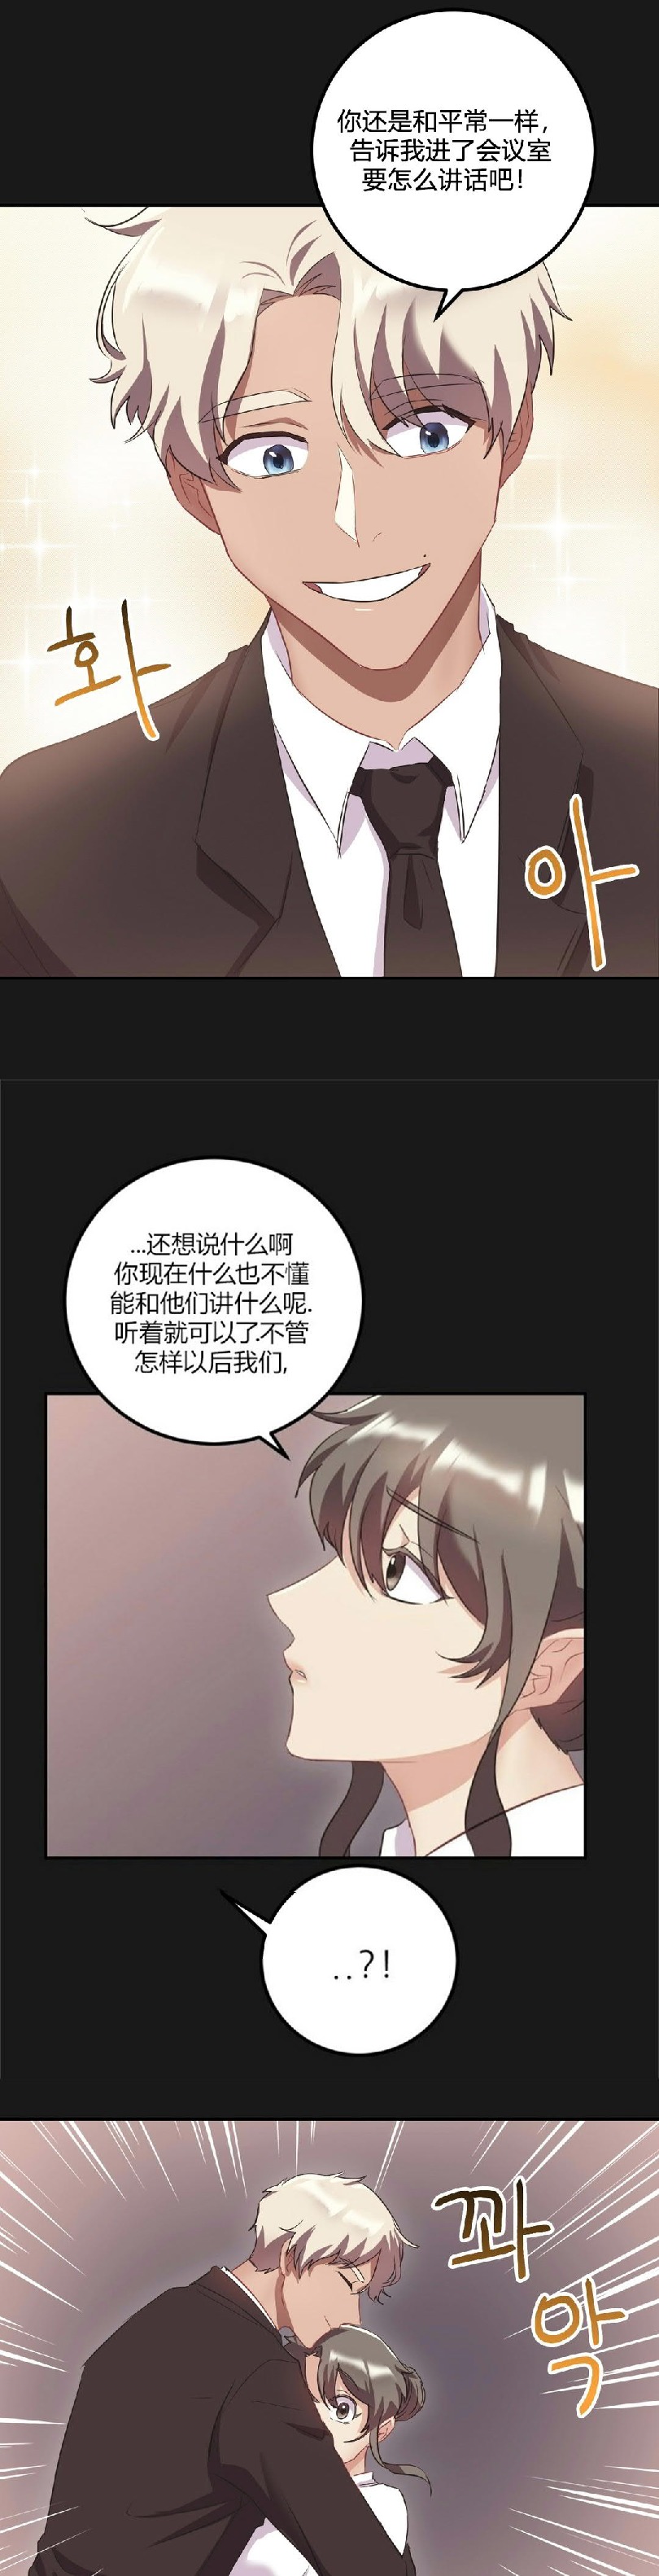 你还是和平常一样，
告诉我进了会议室
要怎么讲话吧！
화
아
...还想说什么啊
你现在什么也不懂
能和他们讲什么呢.
听着就可以了.不管
怎样以后我们,
..?!
꽈
악